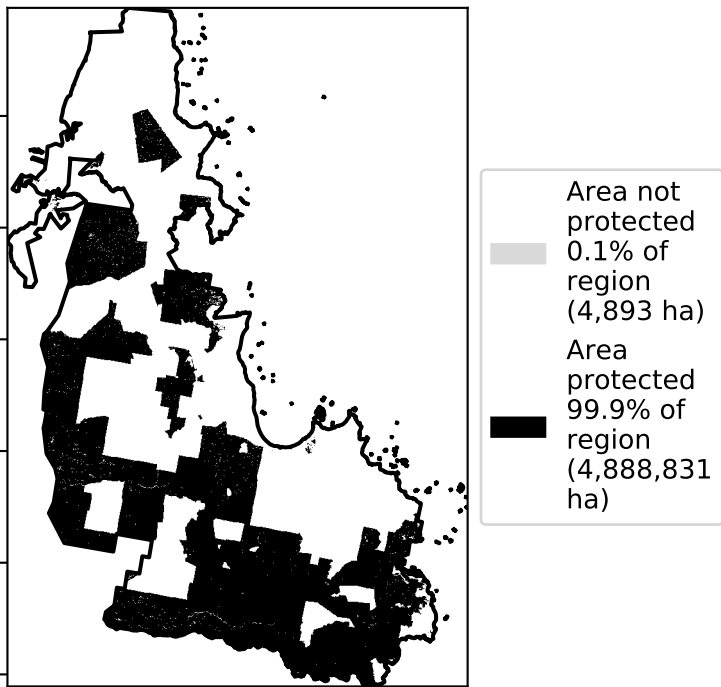 Area not
protected
0.1% of
region
(4,893 ha)
Area
protected
99.9% of
region
(4,888,831
ha)